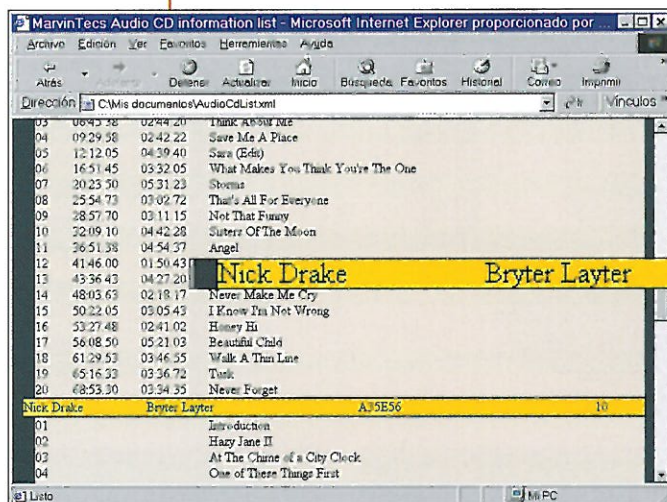 MarvinTecs Audio CD information list - Microsoft Internet Explorer proporcionado por ...
Archivo Edición Ver Favoritos Herramientas Ayuda
Atrás Detener Actualizar Inicio Búsqueda Favoritos Historial Correo Imprimir
Dirección C:\Mis documentos\AudioCdList.xml Vínculos »
03 06:43.38 02:44.20 Think About Me
04 09:29.58 02:42.22 Save Me A Place
05 12:12.05 04:39.40 Sara (Edit)
06 16:51.45 03:32.05 What Makes You Think You're The One
07 20:23.50 05:31.23 Storms
08 25:54.73 03:02.72 That's All For Everyone
09 28:57.70 03:11.15 Not That Funny
10 32:09.10 04:42.28 Sisters Of The Moon
11 36:51.38 04:54.37 Angel
12 41:46.00 01:50.43
Nick Drake Bryter Layter
13 43:36.43 04:27.20
14 48:03.63 02:18.17 Never Make Me Cry
15 50:22.05 03:05.43 I Know I'm Not Wrong
16 53:27.48 02:41.02 Honey Hi
17 56:08.50 05:21.03 Beautiful Child
18 61:29.53 03:46.55 Walk A Thin Line
19 65:16.33 03:36.72 Tusk
20 68:53.30 03:34.35 Never Forget
Nick Drake Bryter Layter A35E56 10
01 Introduction
02 Hazy Jane II
03 At The Chime of a City Clock
04 One of These Things First
Listo Mi PC